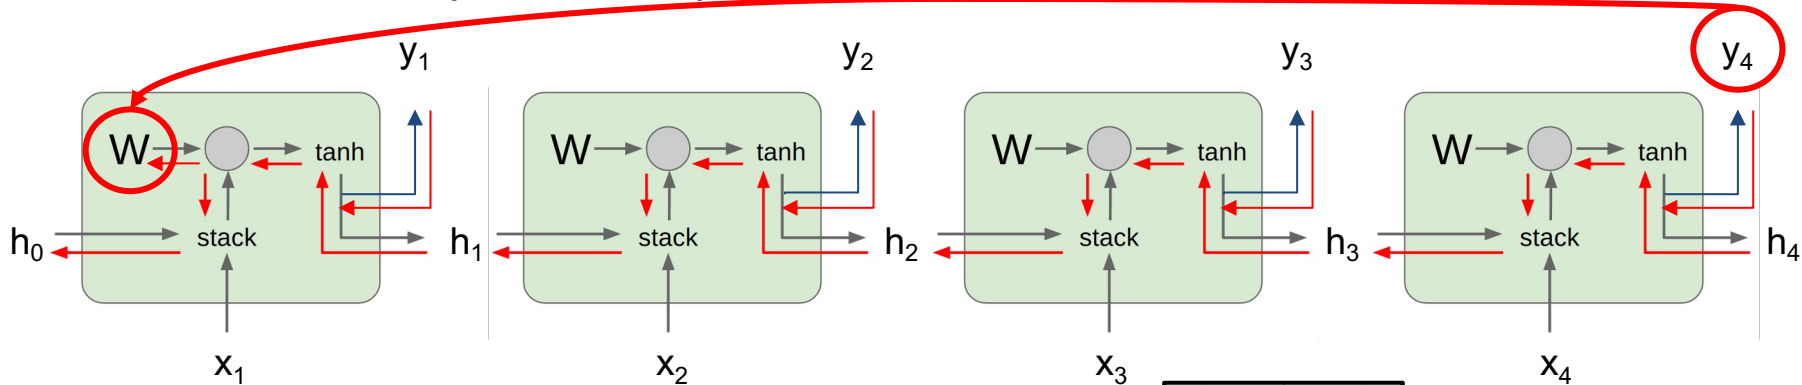 y1 y2 y3 y4
W tanh W tanh W tanh W tanh
h0 stack h1 stack h2 stack h3 stack h4
x1 x2 x3 x4